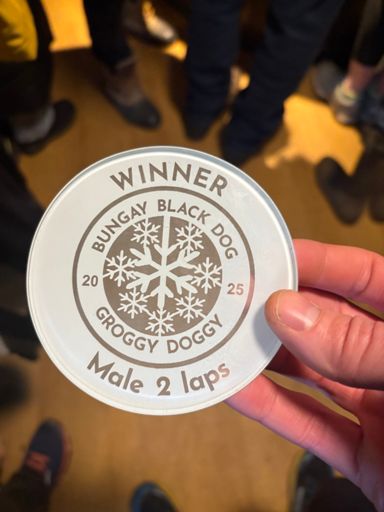 WINNER
BUNGAY BLACK DOG
20 25
GROGGY DOGGY
Male 2 laps